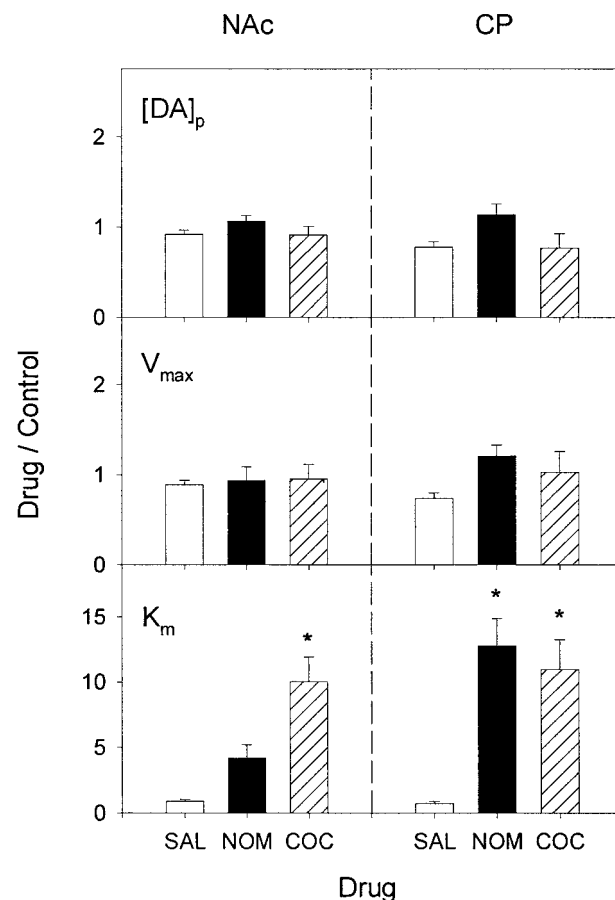 NAc CP
[DA]p
2
1
0
Vmax
2
1
0
Drug / Control
Km
* * *
15
10
5
0
SAL NOM COC SAL NOM COC
Drug